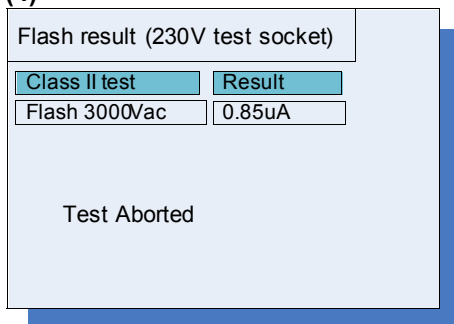 Flash result (230V test socket)
Class II test Result
Flash 3000Vac 0.85uA
Test Aborted